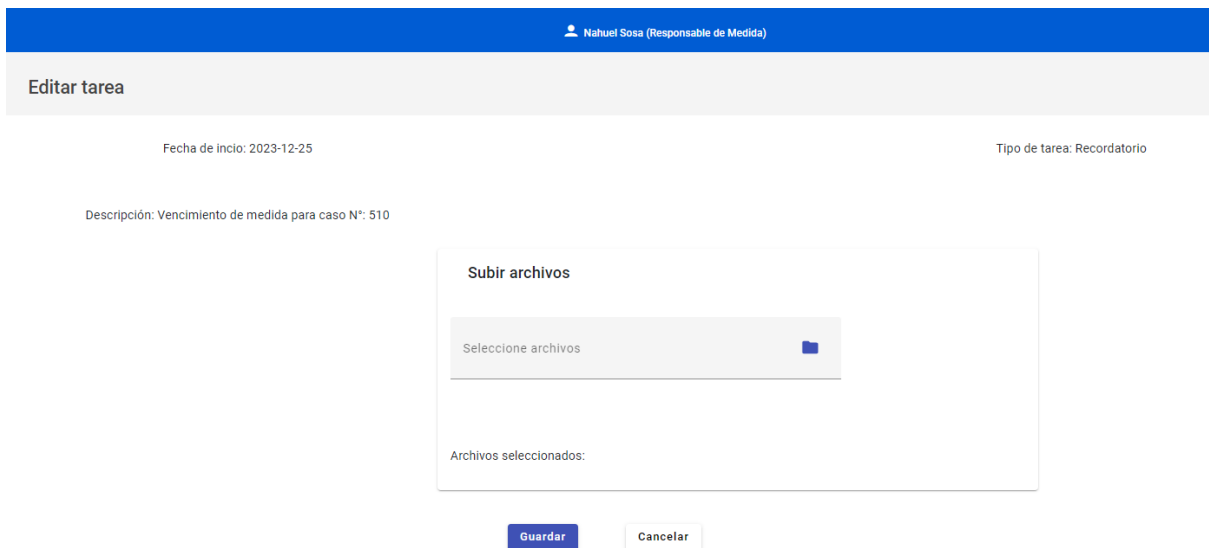 Nahuel Sosa (Responsable de Medida)
Editar tarea
Fecha de incio: 2023-12-25
Tipo de tarea: Recordatorio
Descripción: Vencimiento de medida para caso N°: 510
Subir archivos
Seleccione archivos
Archivos seleccionados:
Guardar
Cancelar